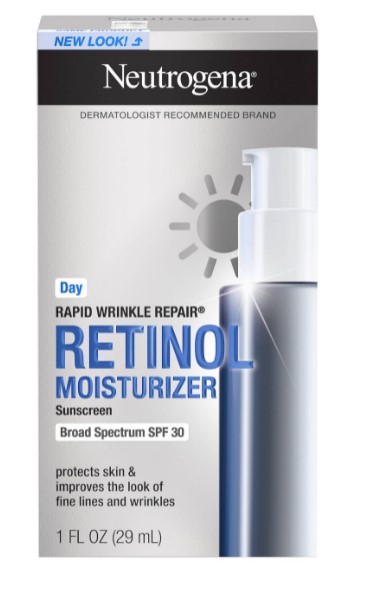 NEW LOOK!
Neutrogena®
DERMATOLOGIST RECOMMENDED BRAND
Day
RAPID WRINKLE REPAIR®
RETINOL
MOISTURIZER
Sunscreen
Broad Spectrum SPF 30
protects skin &
improves the look of
fine lines and wrinkles
1 FL OZ (29 mL)